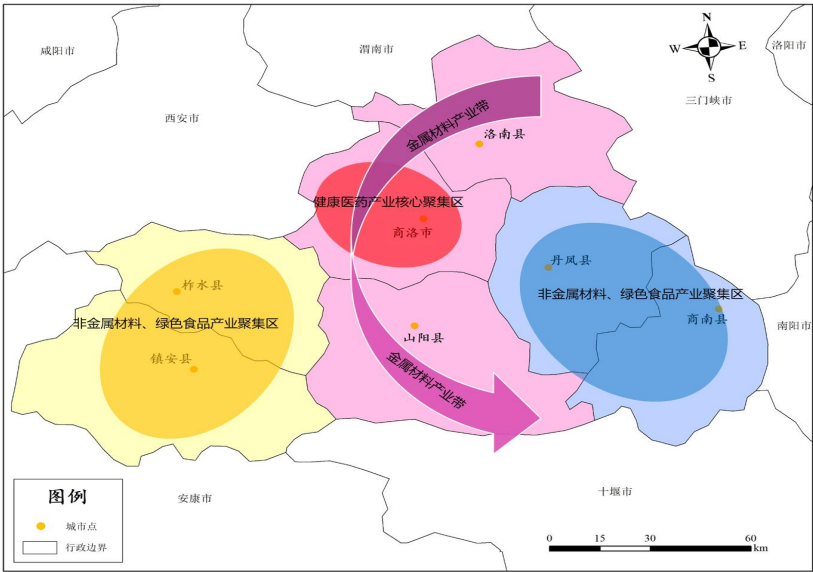 咸阳市
渭南市
N
W
E
S
洛阳市
三门峡市
西安市
金属材料产业带
洛南县
健康医药产业核心聚集区
商洛市
丹凤县
柞水县
非金属材料、绿色食品产业聚集区
商南县
非金属材料、绿色食品产业聚集区
南阳市
山阳县
镇安县
金属材料产业带
图例
城市点
行政边界
安康市
十堰市
0 15 30 60
km